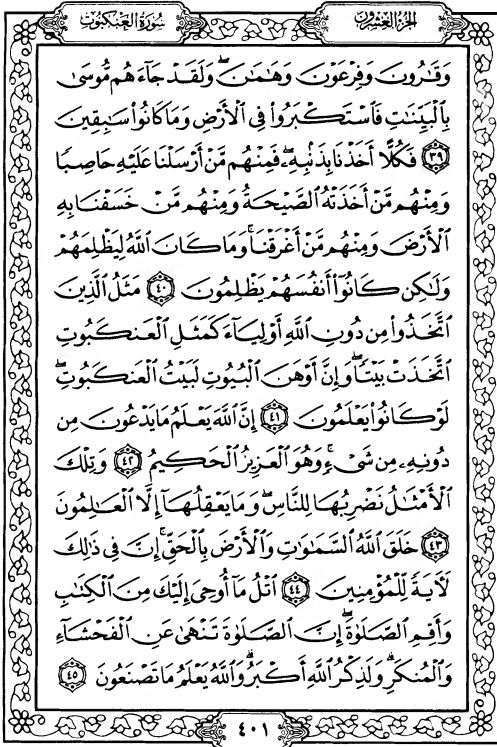 سورة العنكبوت الجزء العشرون
وَقَـٰرُونَ وَفِرْعَوْنَ وَهَـٰمَـٰنَ ۖ وَلَقَدْ جَآءَهُم مُّوسَىٰ
بِٱلْبَيِّنَـٰتِ فَٱسْتَكْبَرُوا۟ فِى ٱلْأَرْضِ وَمَا كَانُوا۟ سَـٰبِقِينَ
٣٩ فَكُلًّا أَخَذْنَا بِذَنۢبِهِۦ ۖ فَمِنْهُم مَّنْ أَرْسَلْنَا عَلَيْهِ حَاصِبًا
وَمِنْهُم مَّنْ أَخَذَتْهُ ٱلصَّيْحَةُ وَمِنْهُم مَّنْ خَسَفْنَا بِهِ
ٱلْأَرْضَ وَمِنْهُم مَّنْ أَغْرَقْنَا ۚ وَمَا كَانَ ٱللَّهُ لِيَظْلِمَهُمْ
وَلَـٰكِن كَانُوٓا۟ أَنفُسَهُمْ يَظْلِمُونَ ٤٠ مَثَلُ ٱلَّذِينَ
ٱتَّخَذُوا۟ مِن دُونِ ٱللَّهِ أَوْلِيَآءَ كَمَثَلِ ٱلْعَنكَبُوتِ
ٱتَّخَذَتْ بَيْتًا ۖ وَإِنَّ أَوْهَنَ ٱلْبُيُوتِ لَبَيْتُ ٱلْعَنكَبُوتِ ۖ
لَوْ كَانُوا۟ يَعْلَمُونَ ٤١ إِنَّ ٱللَّهَ يَعْلَمُ مَا يَدْعُونَ مِن
دُونِهِۦ مِن شَىْءٍ ۚ وَهُوَ ٱلْعَزِيزُ ٱلْحَكِيمُ ٤٢ وَتِلْكَ
ٱلْأَمْثَـٰلُ نَضْرِبُهَا لِلنَّاسِ ۖ وَمَا يَعْقِلُهَآ إِلَّا ٱلْعَـٰلِمُونَ
٤٣ خَلَقَ ٱللَّهُ ٱلسَّمَـٰوَٰتِ وَٱلْأَرْضَ بِٱلْحَقِّ ۚ إِنَّ فِى ذَٰلِكَ
لَـَٔايَةً لِّلْمُؤْمِنِينَ ٤٤ ٱتْلُ مَآ أُوحِىَ إِلَيْكَ مِنَ ٱلْكِتَـٰبِ
وَأَقِمِ ٱلصَّلَوٰةَ ۖ إِنَّ ٱلصَّلَوٰةَ تَنْهَىٰ عَنِ ٱلْفَحْشَآءِ
وَٱلْمُنكَرِ ۗ وَلَذِكْرُ ٱللَّهِ أَكْبَرُ ۗ وَٱللَّهُ يَعْلَمُ مَا تَصْنَعُونَ ٤٥
٤٠١